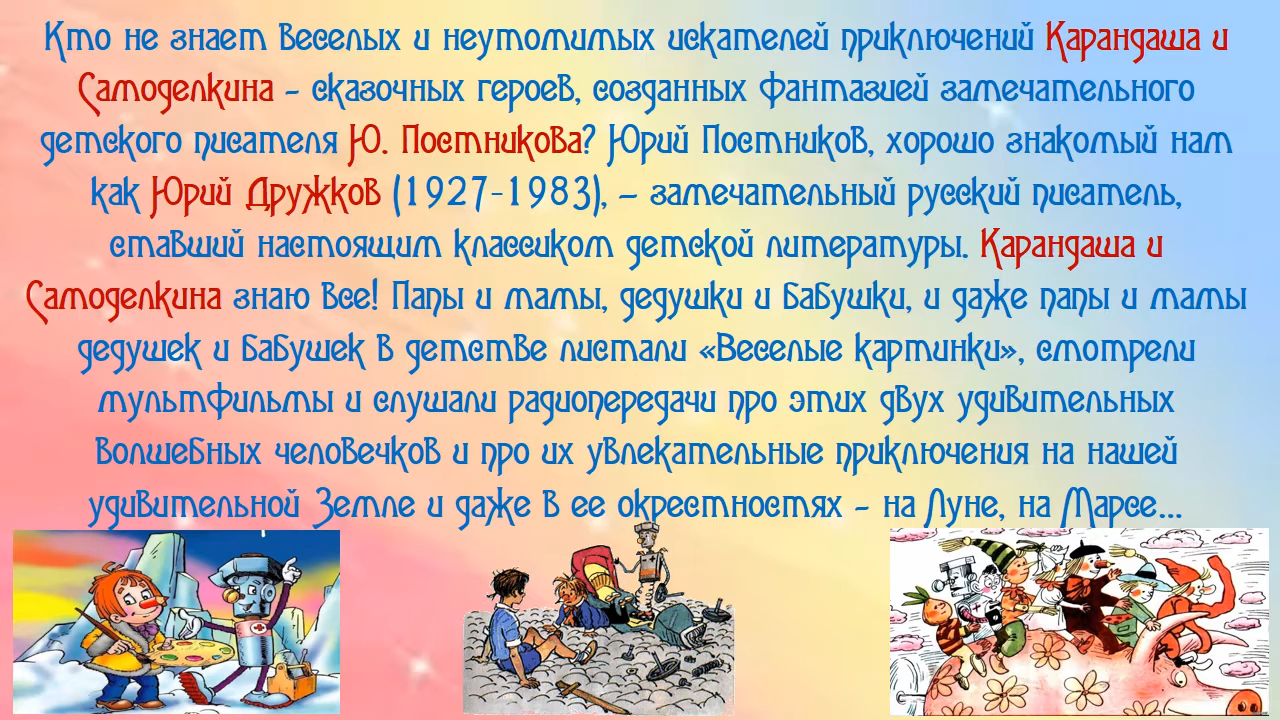 Кто не знает веселых и неутомимых искателей приключений Карандаша и
Самоделкина - сказочных героев, созданных фантазией замечательного
детского писателя Ю. Постникова? Юрий Постников, хорошо знакомый нам
как Юрий Дружков (1927-1983), – замечательный русский писатель,
ставший настоящим классиком детской литературы. Карандаша и
Самоделкина знаю все! Папы и мамы, дедушки и бабушки, и даже папы и мамы
дедушек и бабушек в детстве листали «Веселые картинки», смотрели
мультфильмы и слушали радиопередачи про этих двух удивительных
волшебных человечков и про их увлекательные приключения на нашей
удивительной Земле и даже в ее окрестностях - на Луне, на Марсе...